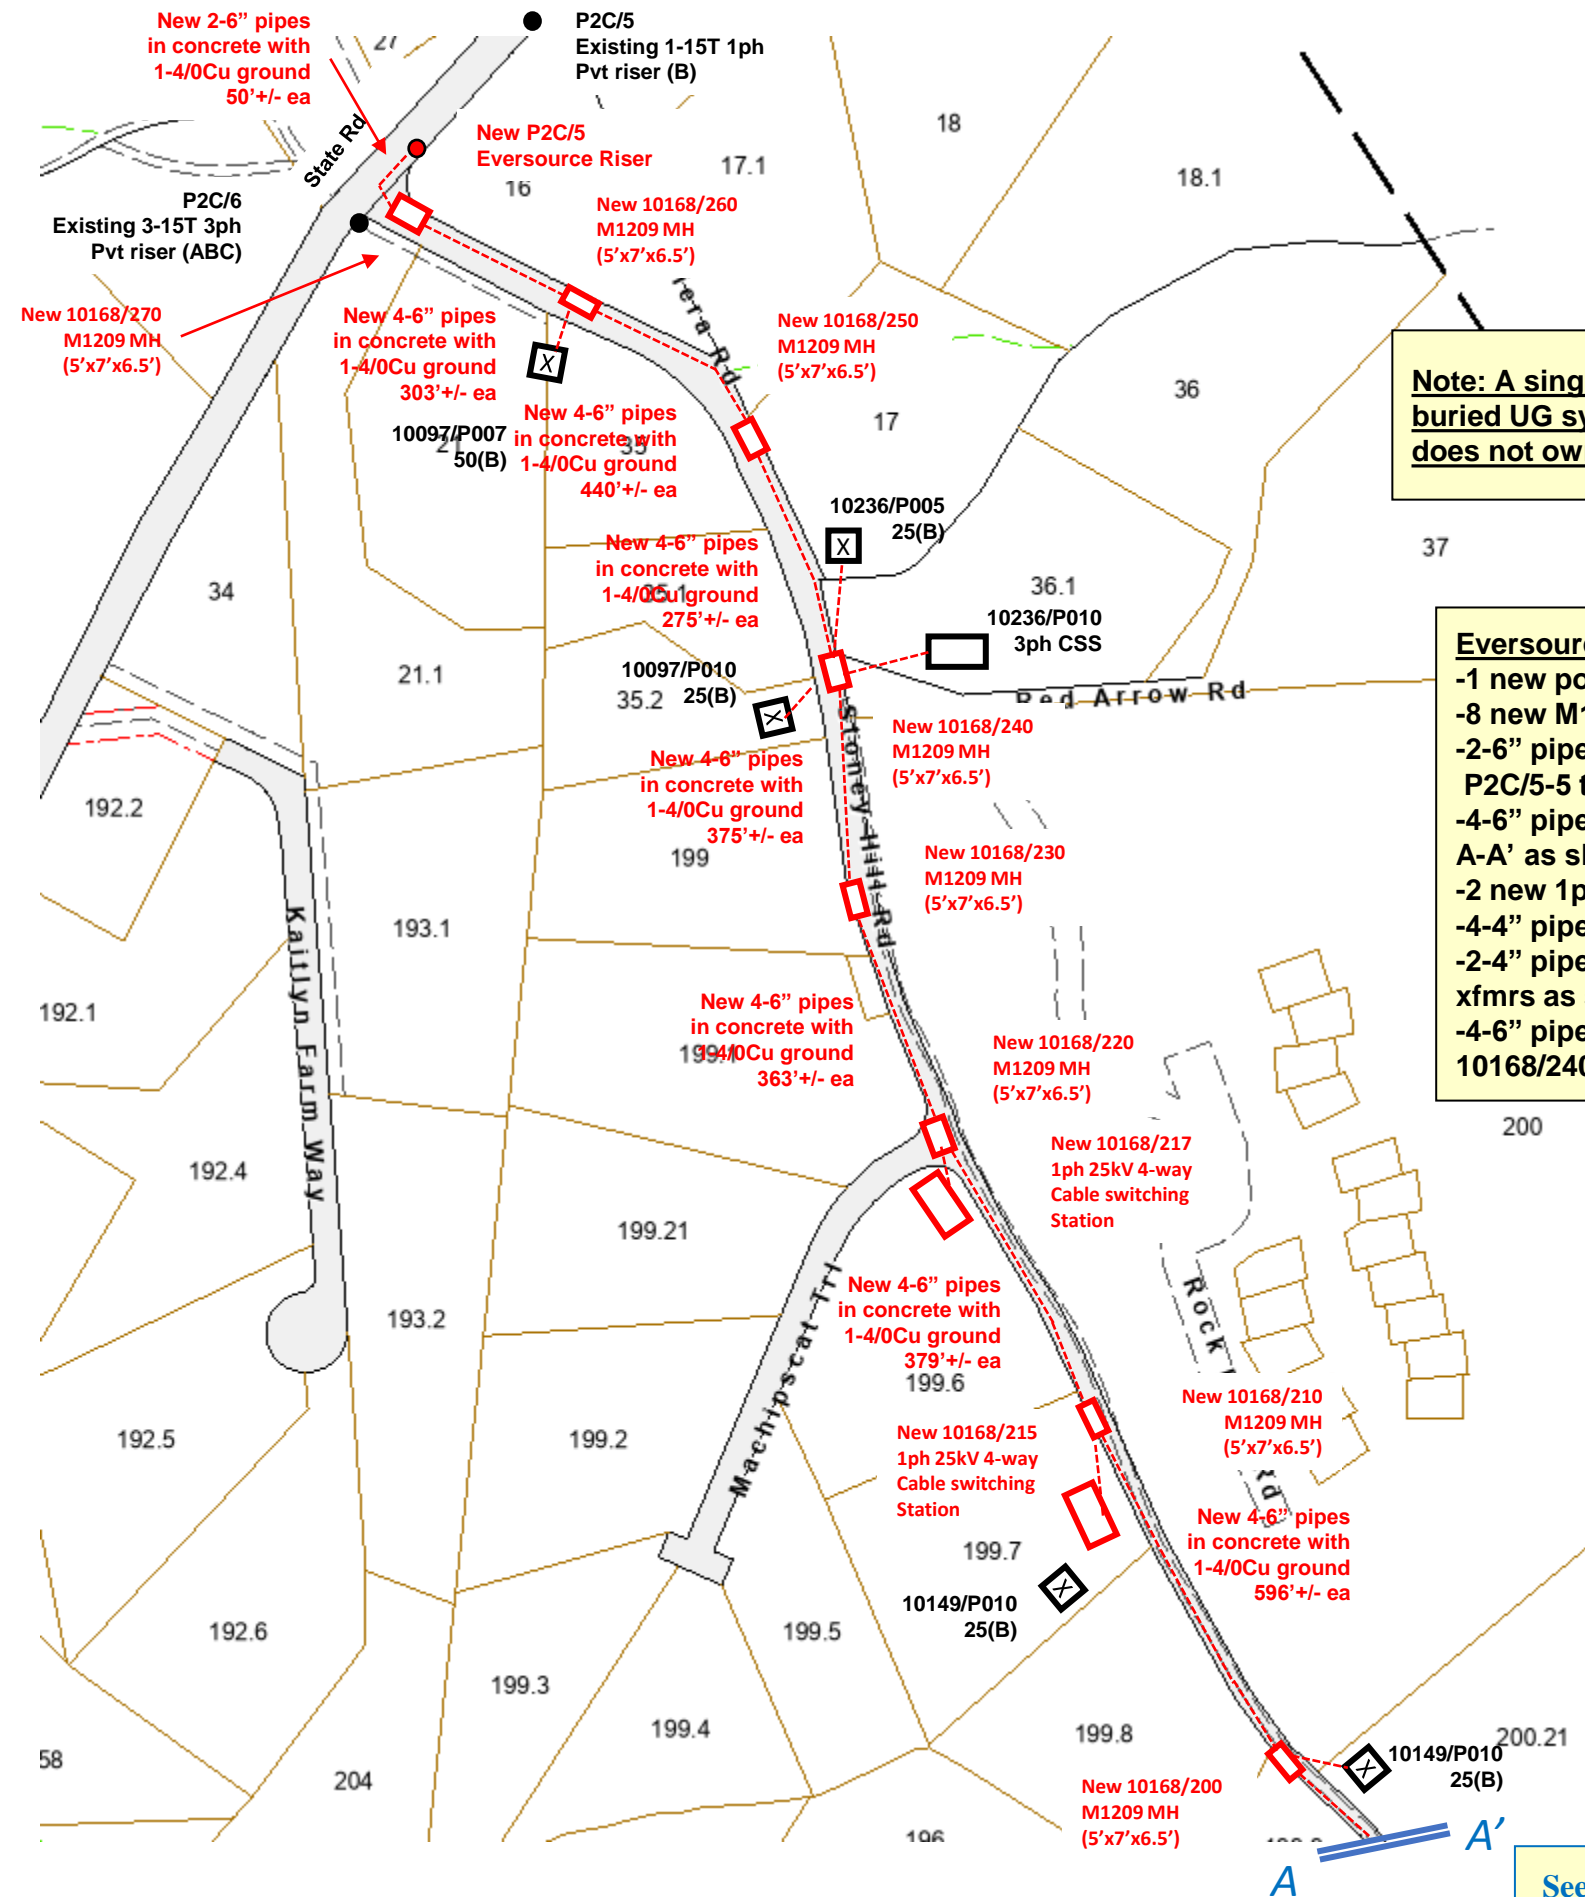 New 2-6” pipes
in concrete with
1-4/0Cu ground
50’+/- ea
P2C/5
Existing 1-15T 1ph
Pvt riser (B)
27
State Rd
New P2C/5
Eversource Riser
16
17.1
18
18.1
P2C/6
Existing 3-15T 3ph
Pvt riser (ABC)
New 10168/260
M1209 MH
(5’x7’x6.5’)
New 10168/270
M1209 MH
(5’x7’x6.5’)
New 4-6” pipes
in concrete with
1-4/0Cu ground
303’+/- ea
rera Rd
New 10168/250
M1209 MH
(5’x7’x6.5’)
10097/P007
50(B)
21
X
New 4-6” pipes
in concrete with
1-4/0Cu ground
440’+/- ea
35
17
36
Note: A sing
buried UG sy
does not ow
37
10236/P005
25(B)
X
New 4-6” pipes
in concrete with
1-4/0Cu ground
275’+/- ea
35.1
34
36.1
10236/P010
3ph CSS
Red Arrow Rd
21.1
10097/P010
25(B)
35.2
X
New 10168/240
M1209 MH
(5’x7’x6.5’)
Stoney Hill Rd
Eversour
-1 new po
-8 new M1
-2-6” pipe
P2C/5-5 t
-4-6” pipe
A-A’ as sl
-2 new 1p
-4-4” pipe
-2-4” pipe
xfmrs as
-4-6” pipe
10168/240
New 4-6” pipes
in concrete with
1-4/0Cu ground
375’+/- ea
192.2
199
New 10168/230
M1209 MH
(5’x7’x6.5’)
Kaitlyn Farm Way
193.1
192.1
New 4-6” pipes
in concrete with
1-4/0Cu ground
363’+/- ea
199.1
New 10168/220
M1209 MH
(5’x7’x6.5’)
200
192.4
New 10168/217
1ph 25kV 4-way
Cable switching
Station
199.21
Machipscat Trl
New 4-6” pipes
in concrete with
1-4/0Cu ground
379’+/- ea
193.2
199.6
Rock
Rd
New 10168/210
M1209 MH
(5’x7’x6.5’)
192.5
199.2
New 10168/215
1ph 25kV 4-way
Cable switching
Station
New 4-6” pipes
in concrete with
1-4/0Cu ground
596’+/- ea
199.7
10149/P010
25(B)
X
192.6
199.5
199.3
199.4
199.8
200.21
58
204
10149/P010
25(B)
X
New 10168/200
M1209 MH
(5’x7’x6.5’)
196
A’
A
See